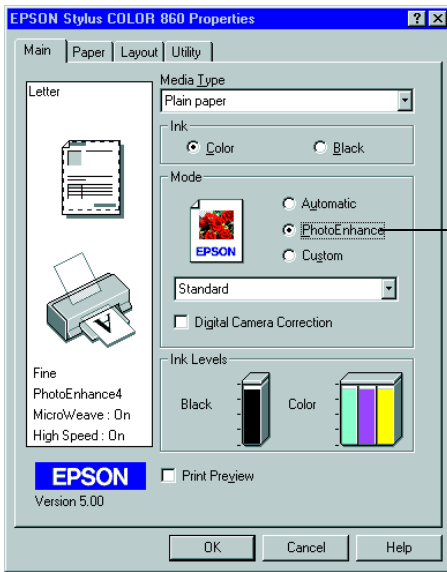 EPSON Stylus COLOR 860 Properties
Main
Paper
Layout
Utility
Letter
Media Type
Plain paper
Ink
Color
Black
Mode
EPSON
Automatic
PhotoEnhance
Custom
Standard
Digital Camera Correction
A
Fine
PhotoEnhance4
MicroWeave : On
High Speed : On
Ink Levels
Black
Color
EPSON
Version 5.00
Print Preview
OK
Cancel
Help